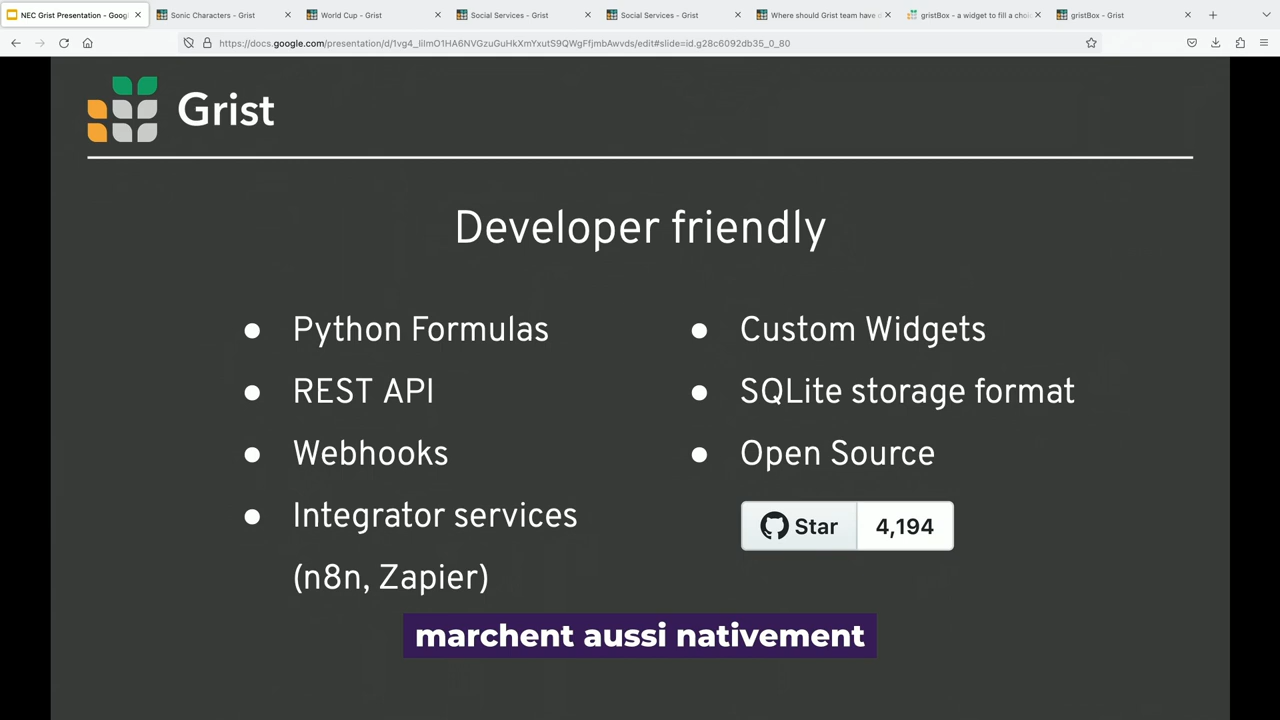 NEC Grist Presentation - Goog
Sonic Characters - Grist
World Cup - Grist
Social Services - Grist
Social Services - Grist
Where should Grist team have
gristBox - a widget to fill a
gristBox - Grist
Grist
Developer friendly
Python Formulas
REST API
Webhooks
Integrator services
(n8n, Zapier)
Custom Widgets
SQLite storage format
Open Source
Star 4,194
marchent aussi nativement